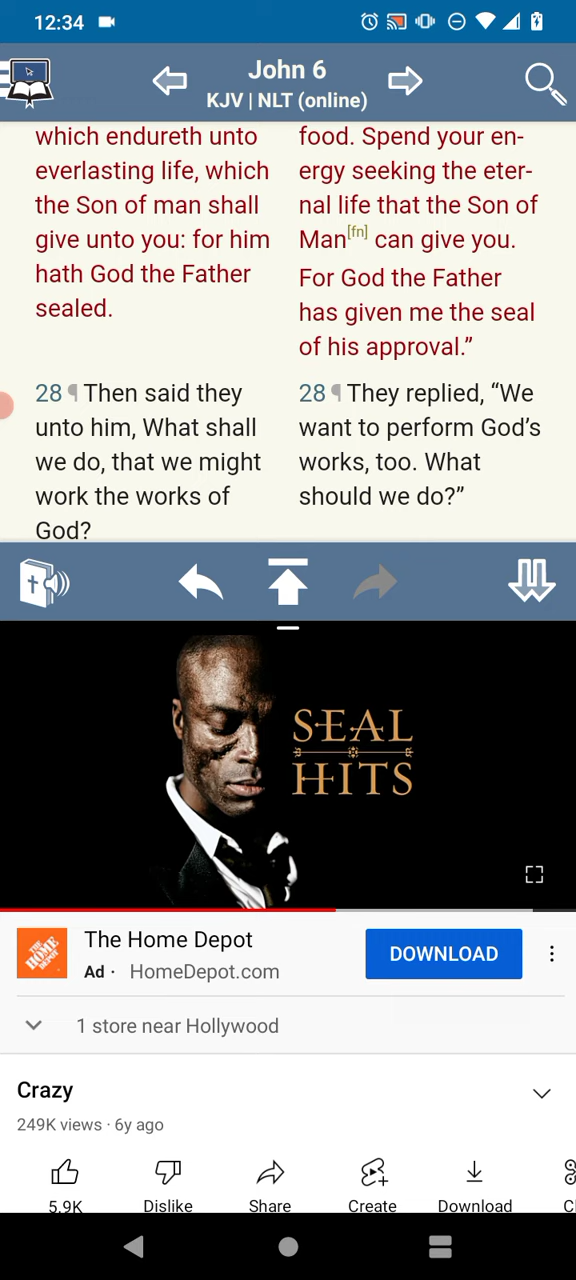 12:34
John 6
KJV | NLT (online)
which endureth unto
everlasting life, which
the Son of man shall
give unto you: for him
hath God the Father
sealed.
food. Spend your en-
ergy seeking the eter-
nal life that the Son of
Man[fn] can give you.
For God the Father
has given me the seal
of his approval.”
28 ¶ Then said they
unto him, What shall
we do, that we might
work the works of
God?
28 ¶ They replied, “We
want to perform God’s
works, too. What
should we do?”
SEAL
HITS
THE HOME DEPOT
The Home Depot
Ad · HomeDepot.com
DOWNLOAD
1 store near Hollywood
Crazy
249K views · 6y ago
5.9K Dislike Share Create Download